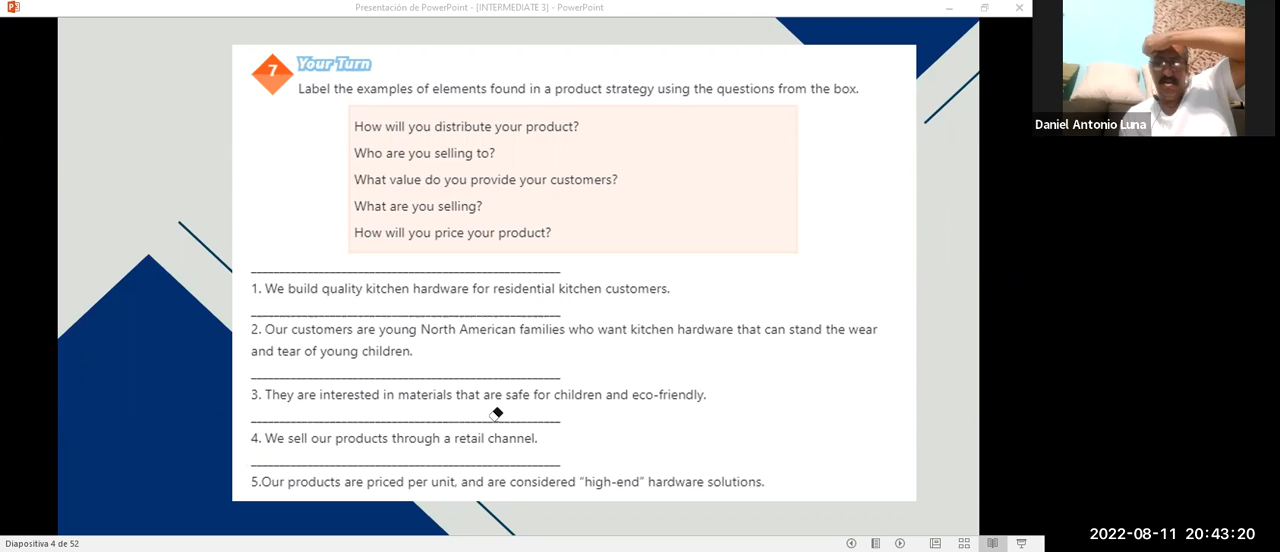 Presentación de PowerPoint - [INTERMEDIATE 3] - PowerPoint
7
Your Turn
Label the examples of elements found in a product strategy using the questions from the box.
How will you distribute your product?
Who are you selling to?
What value do you provide your customers?
What are you selling?
How will you price your product?
1. We build quality kitchen hardware for residential kitchen customers.
2. Our customers are young North American families who want kitchen hardware that can stand the wear
and tear of young children.
3. They are interested in materials that are safe for children and eco-friendly.
4. We sell our products through a retail channel.
5.Our products are priced per unit, and are considered “high-end” hardware solutions.
Daniel Antonio Luna
Diapositiva 4 de 52
2022-08-11 20:43:20